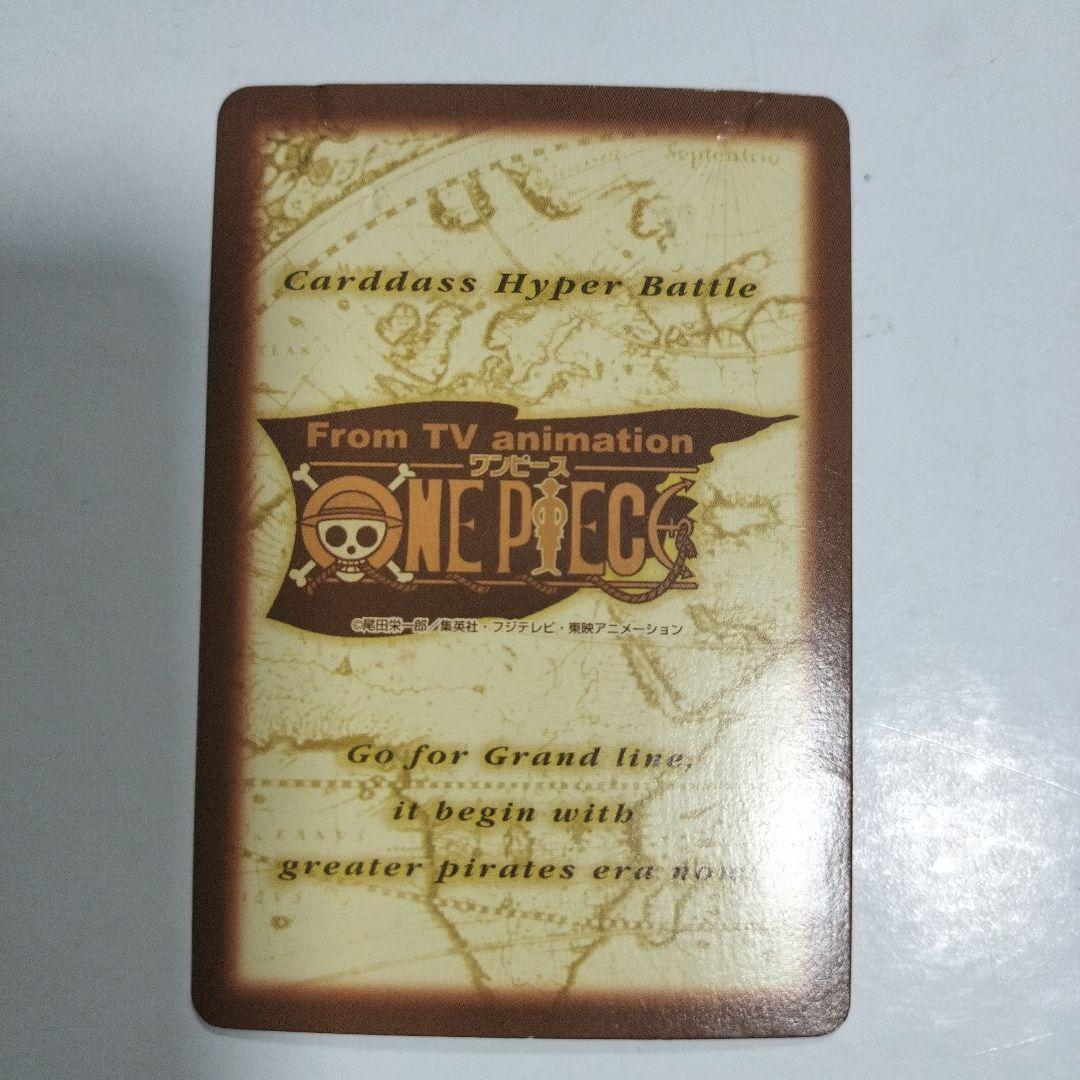 Septentrio
Carddass Hyper Battle
From TV animation
ワンピース
ONE PIECE
©尾田栄一郎／集英社・フジテレビ・東映アニメーション
Go for Grand line,
it begin with
greater pirates era now!